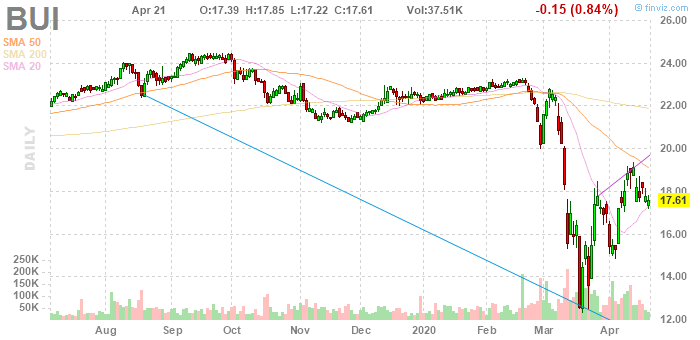 BUI Apr 21 O:17.39 H:17.85 L:17.22 C:17.61 Vol:37.51K -0.15 (0.84%)
© finviz.com
SMA 50
SMA 200
SMA 20
DAILY
26.00
24.00
22.00
20.00
18.00
17.61
16.00
14.00
12.00
250K
200K
150K
100K
50K
Aug Sep Oct Nov Dec 2020 Feb Mar Apr